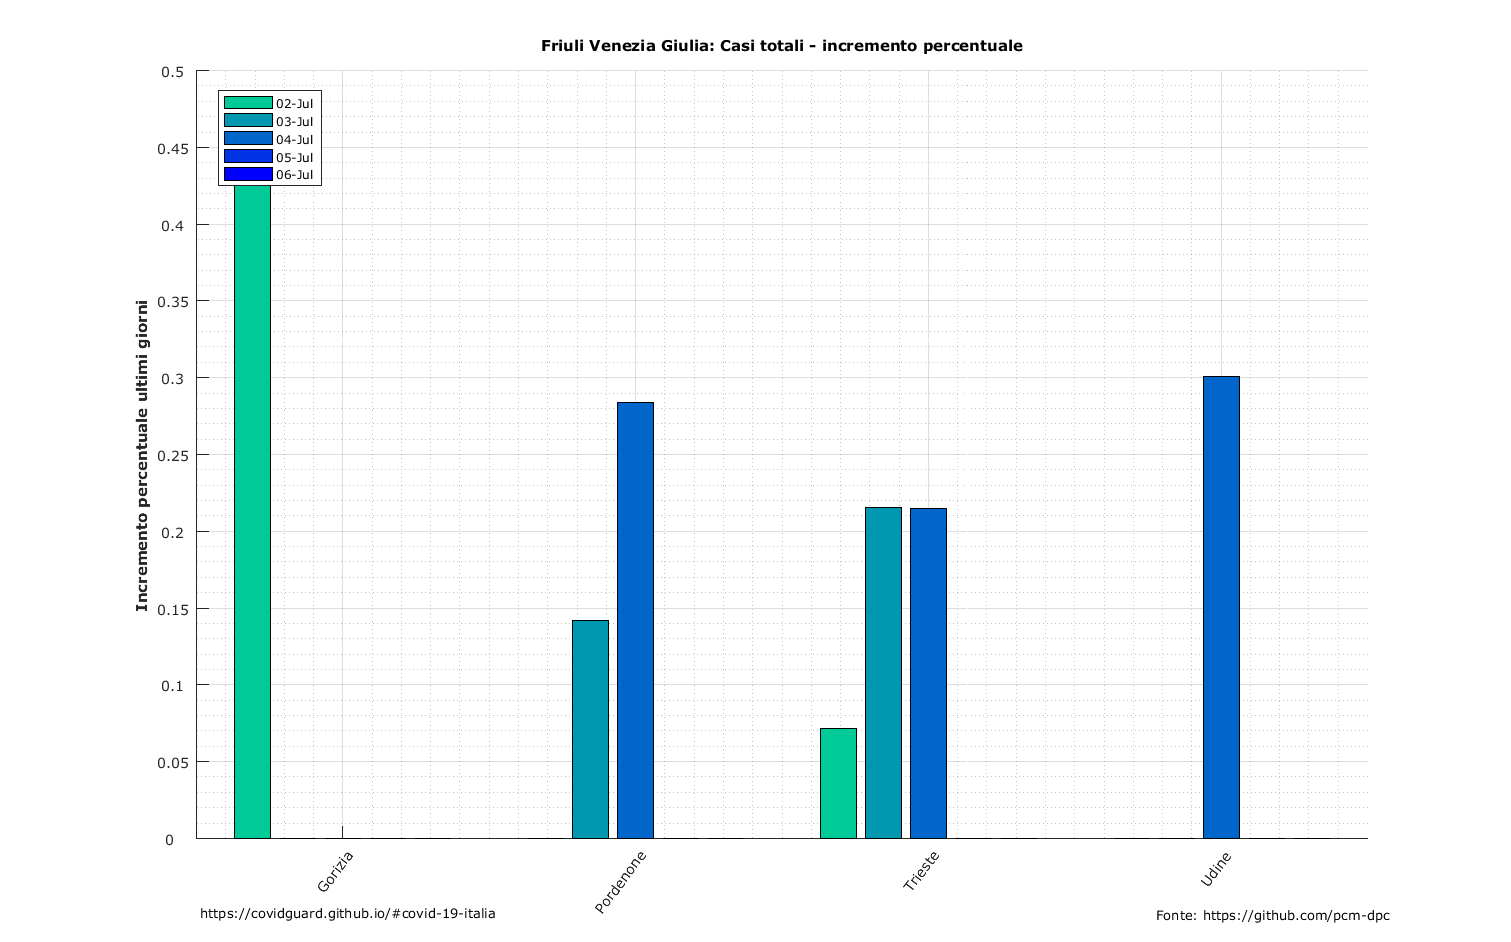 Friuli Venezia Giulia: Casi totali - incremento percentuale
0.5
0.45
0.4
0.35
0.3
0.25
0.2
0.15
0.1
0.05
0
Incremento percentuale ultimi giorni
02-Jul
03-Jul
04-Jul
05-Jul
06-Jul
Gorizia
Pordenone
Trieste
Udine
https://covidguard.github.io/#covid-19-italia
Fonte: https://github.com/pcm-dpc